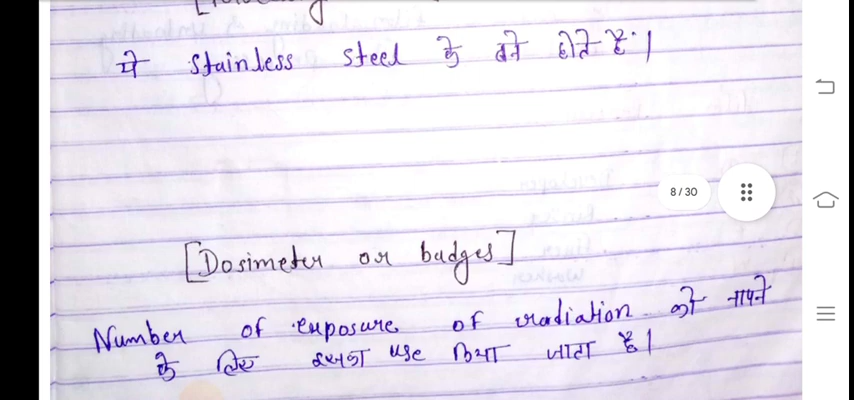 ये stainless steel के बने होते हैं।
8/30
[Dosimeter or badges]
Number of exposure of radiation को नापने
के लिए इसका use किया जाता है।